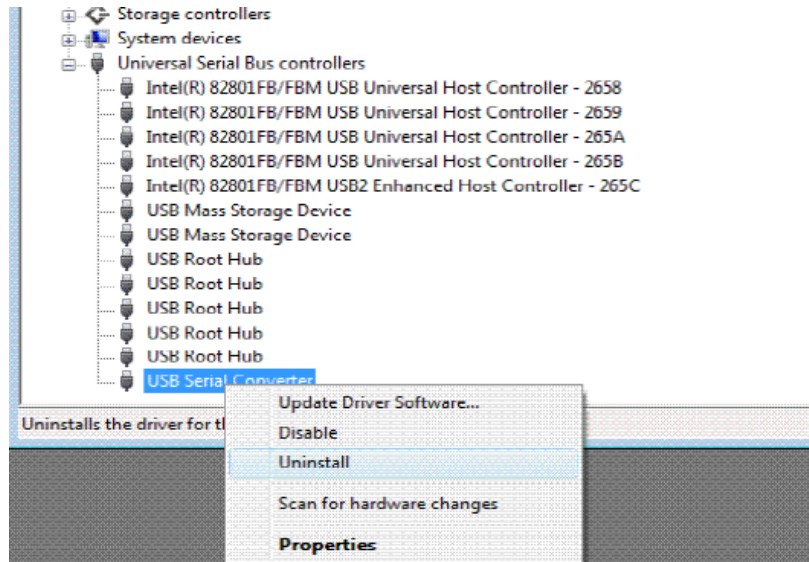 Storage controllers
System devices
Universal Serial Bus controllers
Intel(R) 82801FB/FBM USB Universal Host Controller - 2658
Intel(R) 82801FB/FBM USB Universal Host Controller - 2659
Intel(R) 82801FB/FBM USB Universal Host Controller - 265A
Intel(R) 82801FB/FBM USB Universal Host Controller - 265B
Intel(R) 82801FB/FBM USB2 Enhanced Host Controller - 265C
USB Mass Storage Device
USB Mass Storage Device
USB Root Hub
USB Root Hub
USB Root Hub
USB Root Hub
USB Root Hub
USB Serial Converter
Update Driver Software...
Uninstalls the driver for t
Disable
Uninstall
Scan for hardware changes
Properties